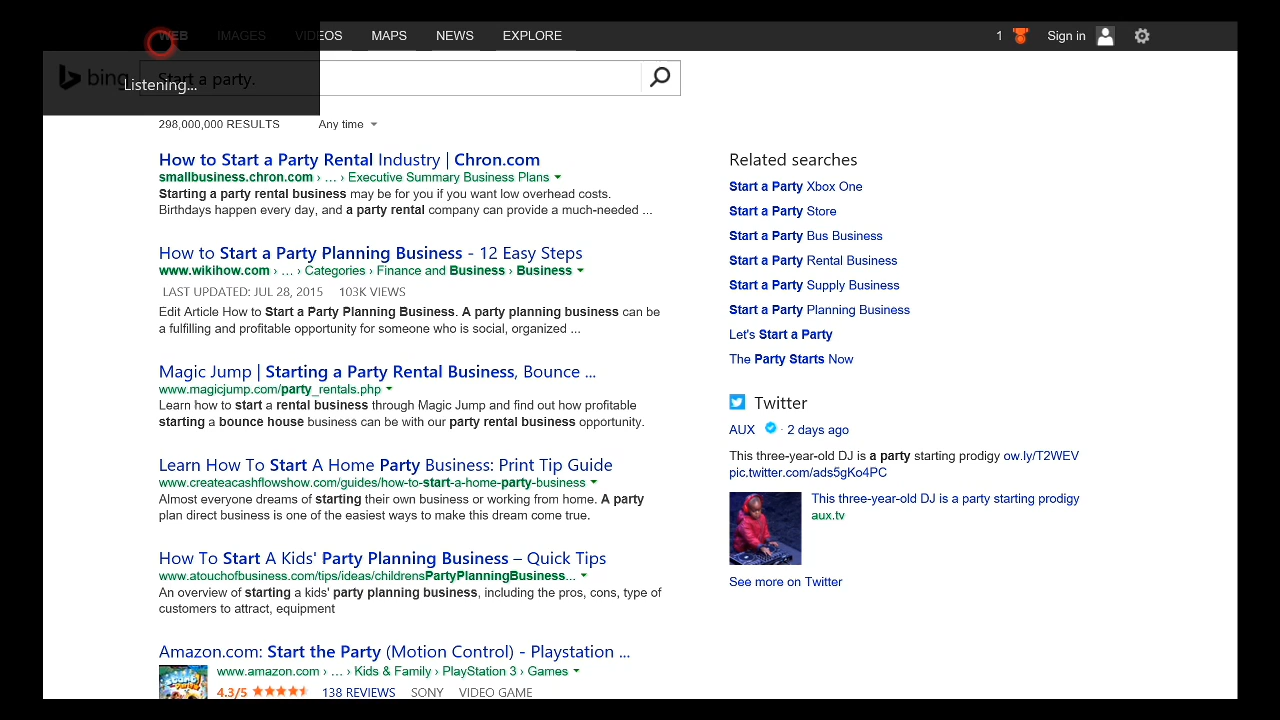 WEB IMAGES VIDEOS MAPS NEWS EXPLORE 1 Sign in
bing Start a party.
Listening...
298,000,000 RESULTS Any time
How to Start a Party Rental Industry | Chron.com
smallbusiness.chron.com › ... › Executive Summary Business Plans
Starting a party rental business may be for you if you want low overhead costs.
Birthdays happen every day, and a party rental company can provide a much-needed ...
How to Start a Party Planning Business - 12 Easy Steps
www.wikihow.com › ... › Categories › Finance and Business › Business
LAST UPDATED: JUL 28, 2015 103K VIEWS
Edit Article How to Start a Party Planning Business. A party planning business can be
a fulfilling and profitable opportunity for someone who is social, organized ...
Magic Jump | Starting a Party Rental Business, Bounce ...
www.magicjump.com/party_rentals.php
Learn how to start a rental business through Magic Jump and find out how profitable
starting a bounce house business can be with our party rental business opportunity.
Learn How To Start A Home Party Business: Print Tip Guide
www.createacashflowshow.com/guides/how-to-start-a-home-party-business
Almost everyone dreams of starting their own business or working from home. A party
plan direct business is one of the easiest ways to make this dream come true.
How To Start A Kids' Party Planning Business – Quick Tips
www.atouchofbusiness.com/tips/ideas/childrensPartyPlanningBusiness...
An overview of starting a kids' party planning business, including the pros, cons, type of
customers to attract, equipment
Amazon.com: Start the Party (Motion Control) - Playstation ...
www.amazon.com › ... › Kids & Family › PlayStation 3 › Games
4.3/5 138 REVIEWS SONY VIDEO GAME
Related searches
Start a Party Xbox One
Start a Party Store
Start a Party Bus Business
Start a Party Rental Business
Start a Party Supply Business
Start a Party Planning Business
Let's Start a Party
The Party Starts Now
Twitter
AUX · 2 days ago
This three-year-old DJ is a party starting prodigy ow.ly/T2WEV
pic.twitter.com/ads5gKo4PC
This three-year-old DJ is a party starting prodigy
aux.tv
See more on Twitter